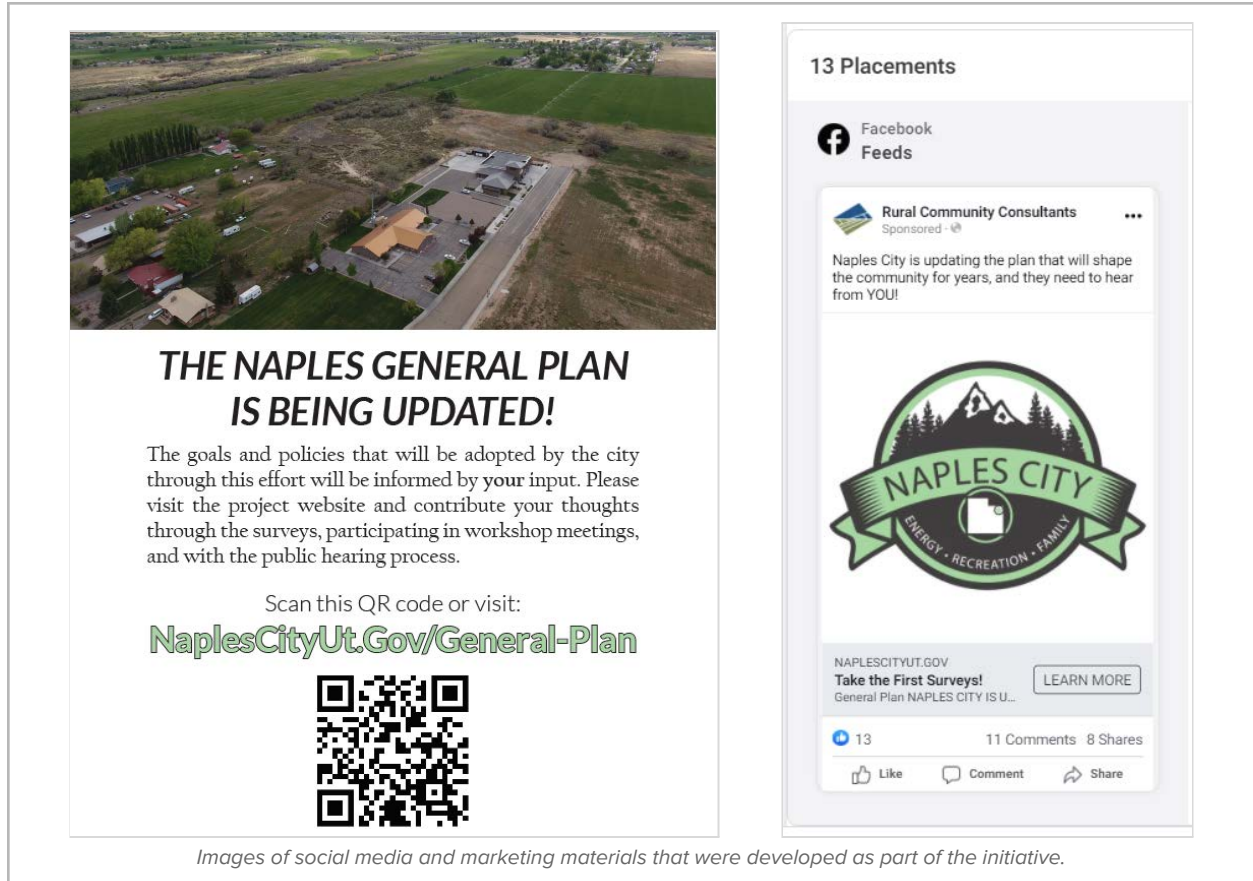 THE NAPLES GENERAL PLAN
IS BEING UPDATED!
The goals and policies that will be adopted by the city
through this effort will be informed by your input. Please
visit the project website and contribute your thoughts
through the surveys, participating in workshop meetings,
and with the public hearing process.
Scan this QR code or visit:
NaplesCityUt.Gov/General-Plan
13 Placements
Facebook
Feeds
Rural Community Consultants
Sponsored ·
Naples City is updating the plan that will shape
the community for years, and they need to hear
from YOU!
NAPLES CITY
ENERGY · RECREATION · FAMILY
NAPLESCITYUT.GOV
Take the First Surveys!
General Plan NAPLES CITY IS U...
LEARN MORE
13
11 Comments 8 Shares
Like Comment Share
Images of social media and marketing materials that were developed as part of the initiative.